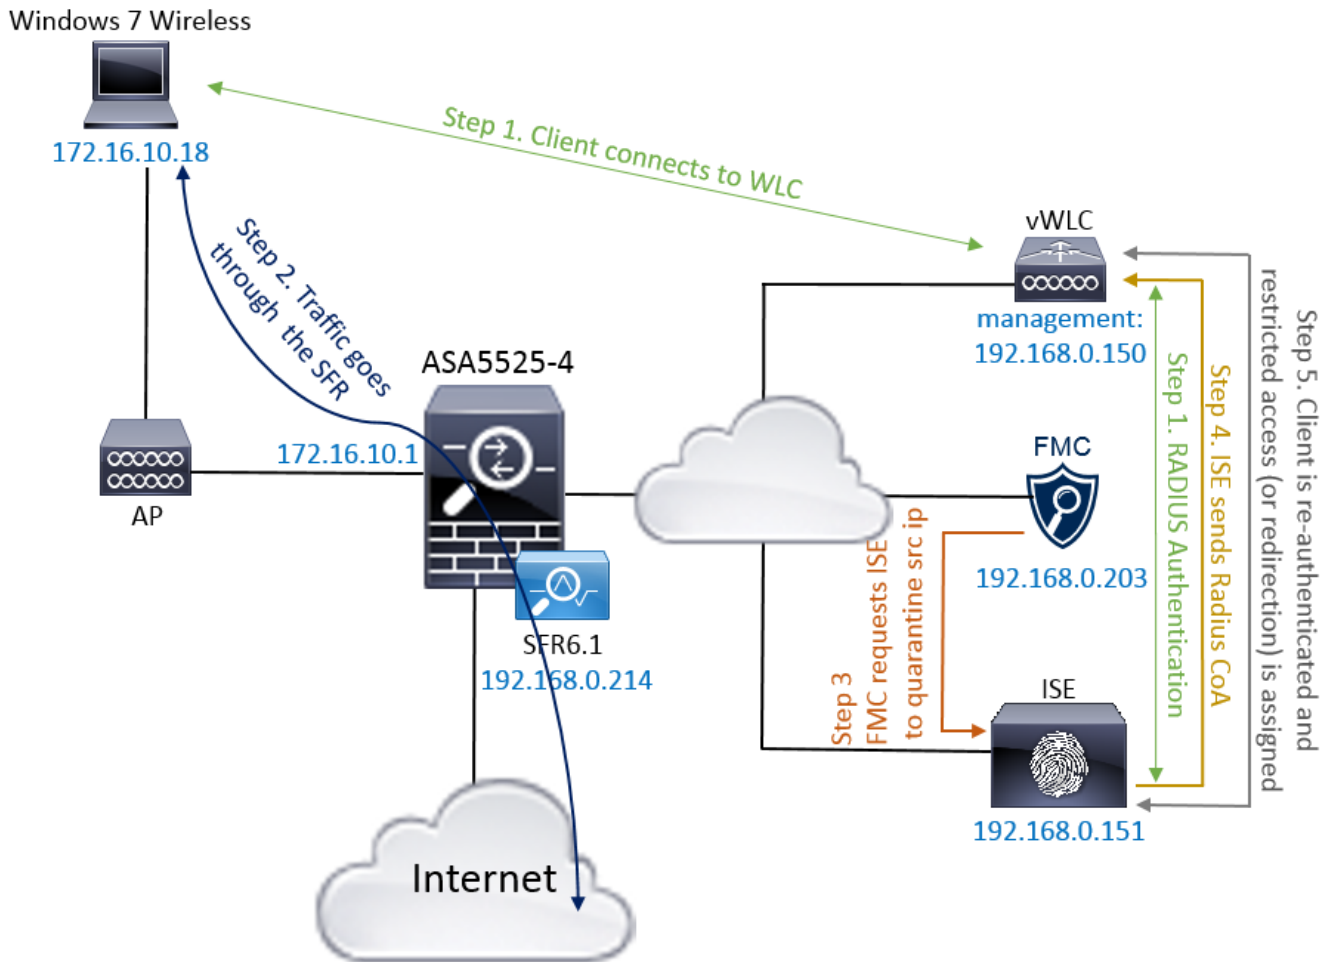 Windows 7 Wireless
172.16.10.18
Step 1. Client connects to WLC
Step 2. Traffic goes
through the SFR
vWLC
management:
192.168.0.150
ASA5525-4
172.16.10.1
AP
SFR6.1
192.168.0.214
Internet
FMC
192.168.0.203
Step 3
FMC requests ISE
to quarantine src ip
ISE
192.168.0.151
Step 1. RADIUS Authentication
Step 4. ISE sends Radius CoA
Step 5. Client is re-authenticated and
restricted access (or redirection) is assigned